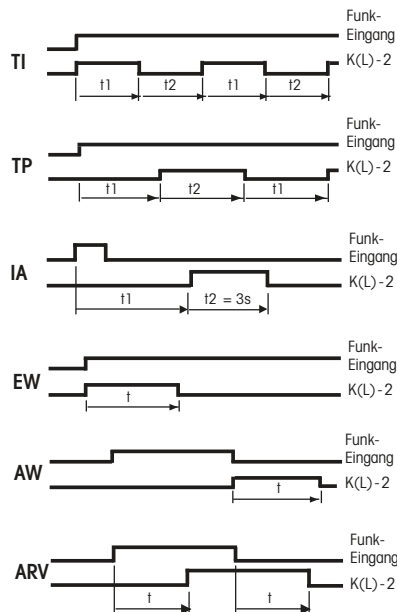 Funk-
Eingang
TI
K(L)-2
t1
t2
t1
t2
Funk-
Eingang
TP
K(L)-2
t1
t2
t1
Funk-
Eingang
IA
K(L)-2
t1
t2 = 3s
Funk-
Eingang
EW
K(L)-2
t
Funk-
Eingang
AW
K(L)-2
t
Funk-
Eingang
ARV
K(L)-2
t
t